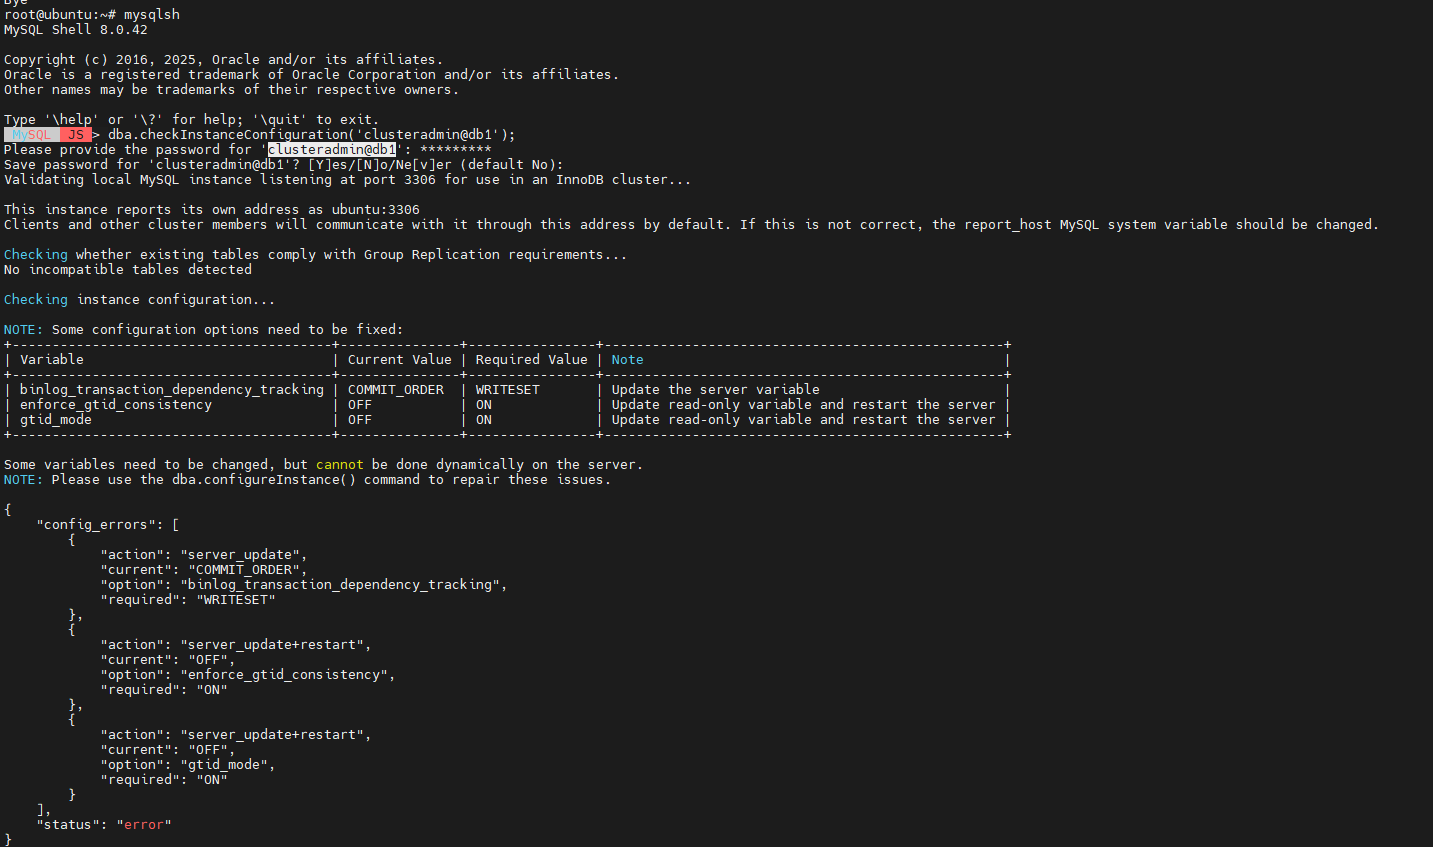 Bye
root@ubuntu:~# mysqlsh
MySQL Shell 8.0.42
Copyright (c) 2016, 2025, Oracle and/or its affiliates.
Oracle is a registered trademark of Oracle Corporation and/or its affiliates.
Other names may be trademarks of their respective owners.
Type '\help' or '\?' for help; '\quit' to exit.
MySQL JS > dba.checkInstanceConfiguration('clusteradmin@db1');
Please provide the password for 'clusteradmin@db1': *********
Save password for 'clusteradmin@db1'? [Y]es/[N]o/Ne[v]er (default No):
Validating local MySQL instance listening at port 3306 for use in an InnoDB cluster...
This instance reports its own address as ubuntu:3306
Clients and other cluster members will communicate with it through this address by default. If this is not correct, the report_host MySQL system variable should be changed.
Checking whether existing tables comply with Group Replication requirements...
No incompatible tables detected
Checking instance configuration...
NOTE: Some configuration options need to be fixed:
+----------------------------------------+---------------+----------------+--------------------------------------------------+
| Variable                               | Current Value | Required Value | Note                                             |
+----------------------------------------+---------------+----------------+--------------------------------------------------+
| binlog_transaction_dependency_tracking | COMMIT_ORDER  | WRITESET       | Update the server variable                       |
| enforce_gtid_consistency               | OFF           | ON             | Update read-only variable and restart the server |
| gtid_mode                              | OFF           | ON             | Update read-only variable and restart the server |
+----------------------------------------+---------------+----------------+--------------------------------------------------+
Some variables need to be changed, but cannot be done dynamically on the server.
NOTE: Please use the dba.configureInstance() command to repair these issues.
{
    "config_errors": [
        {
            "action": "server_update",
            "current": "COMMIT_ORDER",
            "option": "binlog_transaction_dependency_tracking",
            "required": "WRITESET"
        },
        {
            "action": "server_update+restart",
            "current": "OFF",
            "option": "enforce_gtid_consistency",
            "required": "ON"
        },
        {
            "action": "server_update+restart",
            "current": "OFF",
            "option": "gtid_mode",
            "required": "ON"
        }
    ],
    "status": "error"
}